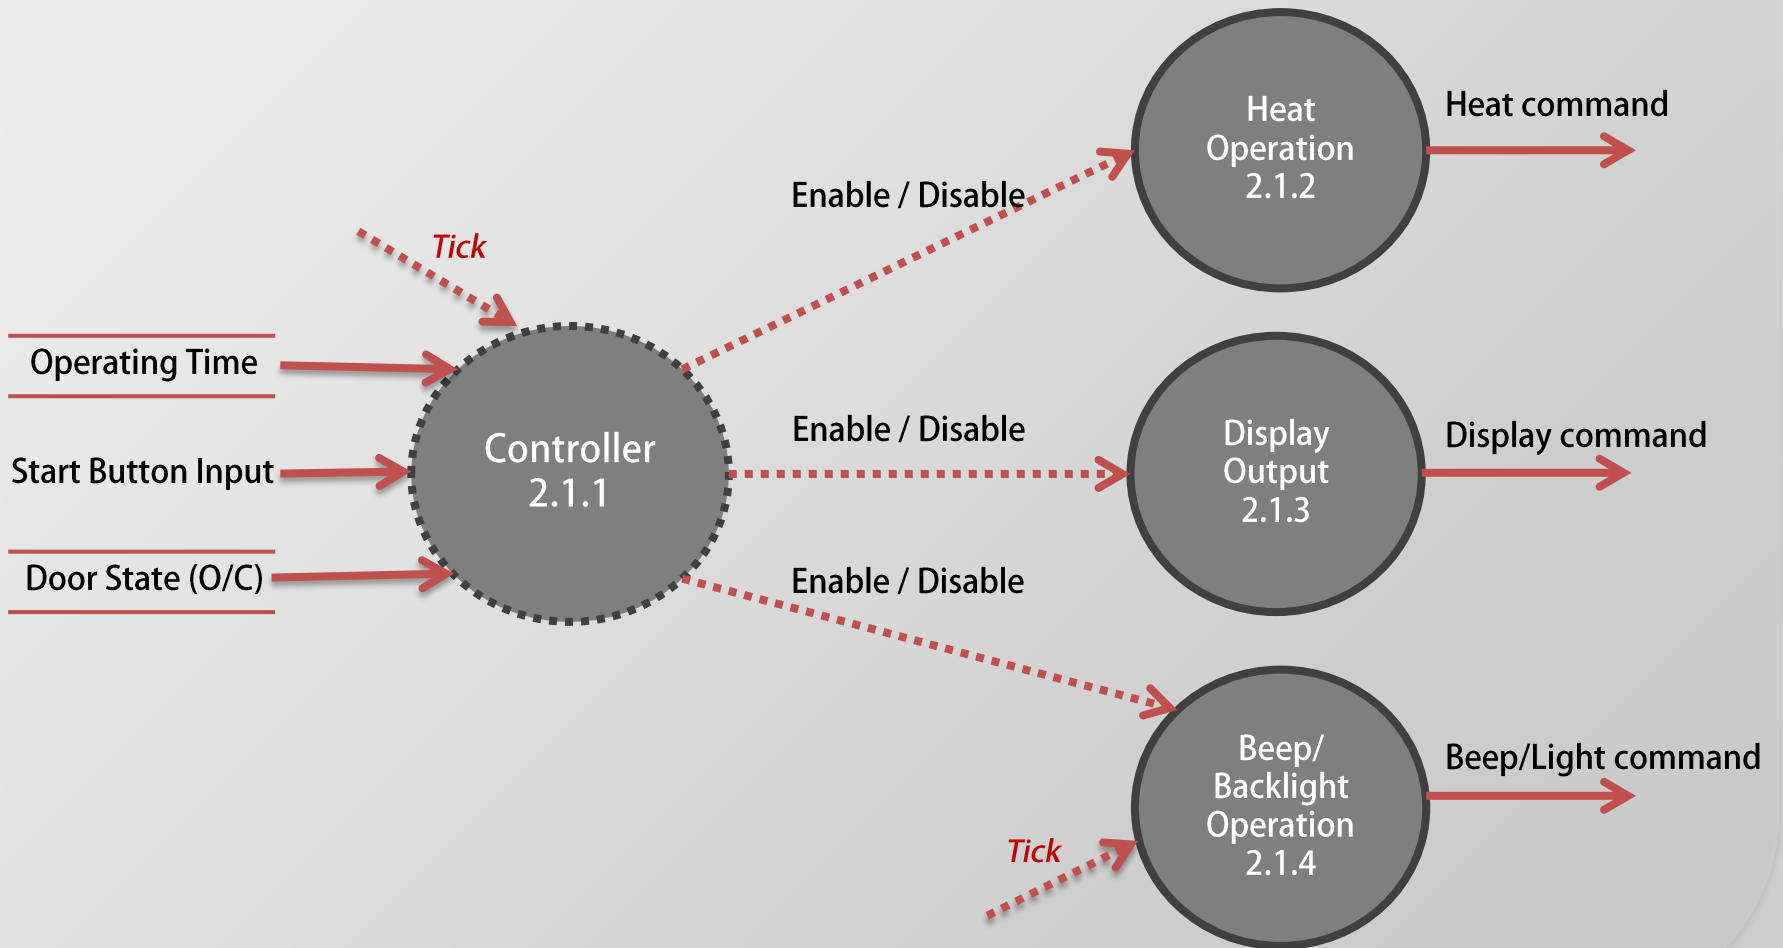 Heat
Operation
2.1.2
Heat command
Enable / Disable
Tick
Operating Time
Start Button Input
Door State (O/C)
Controller
2.1.1
Enable / Disable
Display
Output
2.1.3
Display command
Enable / Disable
Beep/
Backlight
Operation
2.1.4
Beep/Light command
Tick